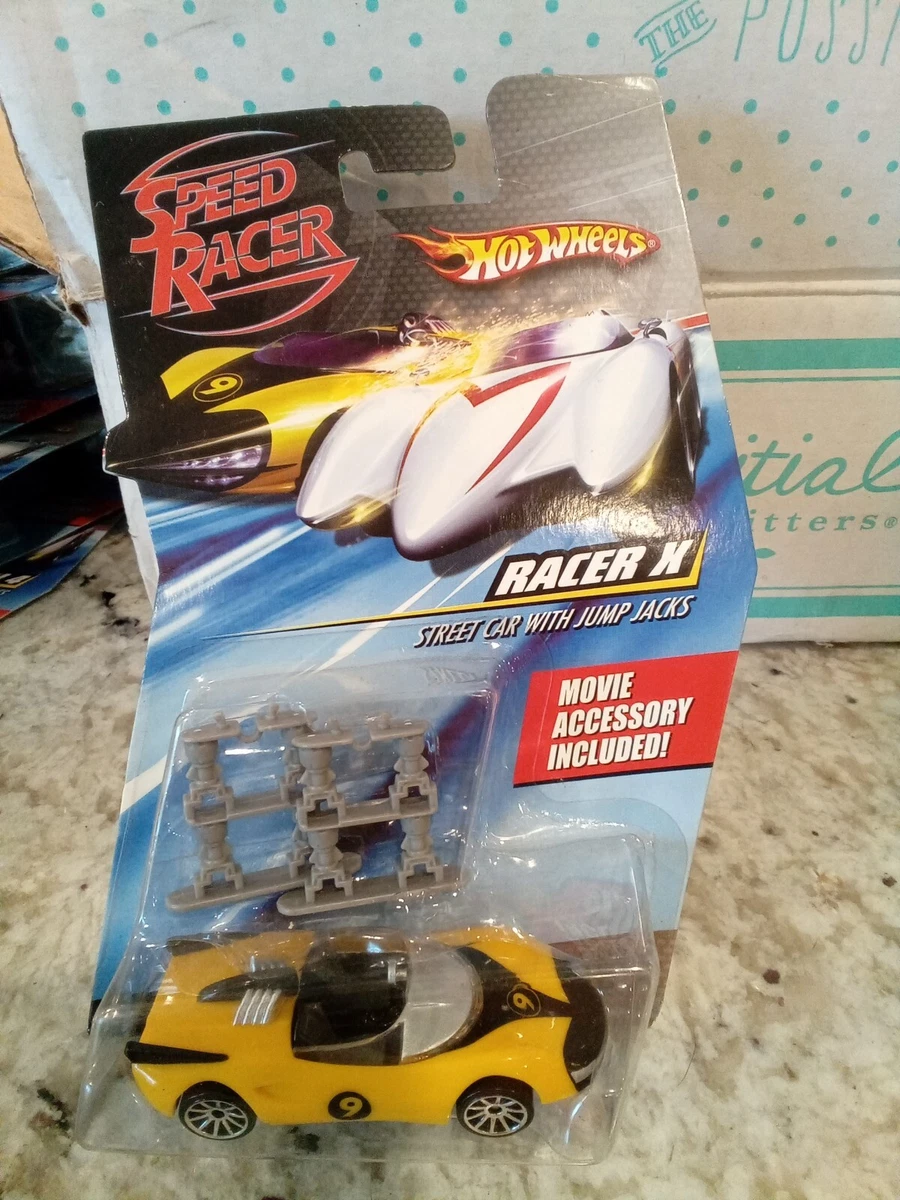 THE POSSI
SPEED
RACER
HOT WHEELS®
9
itial
itters®
RACER X
STREET CAR WITH JUMP JACKS
MOVIE
ACCESSORY
INCLUDED!
9
9